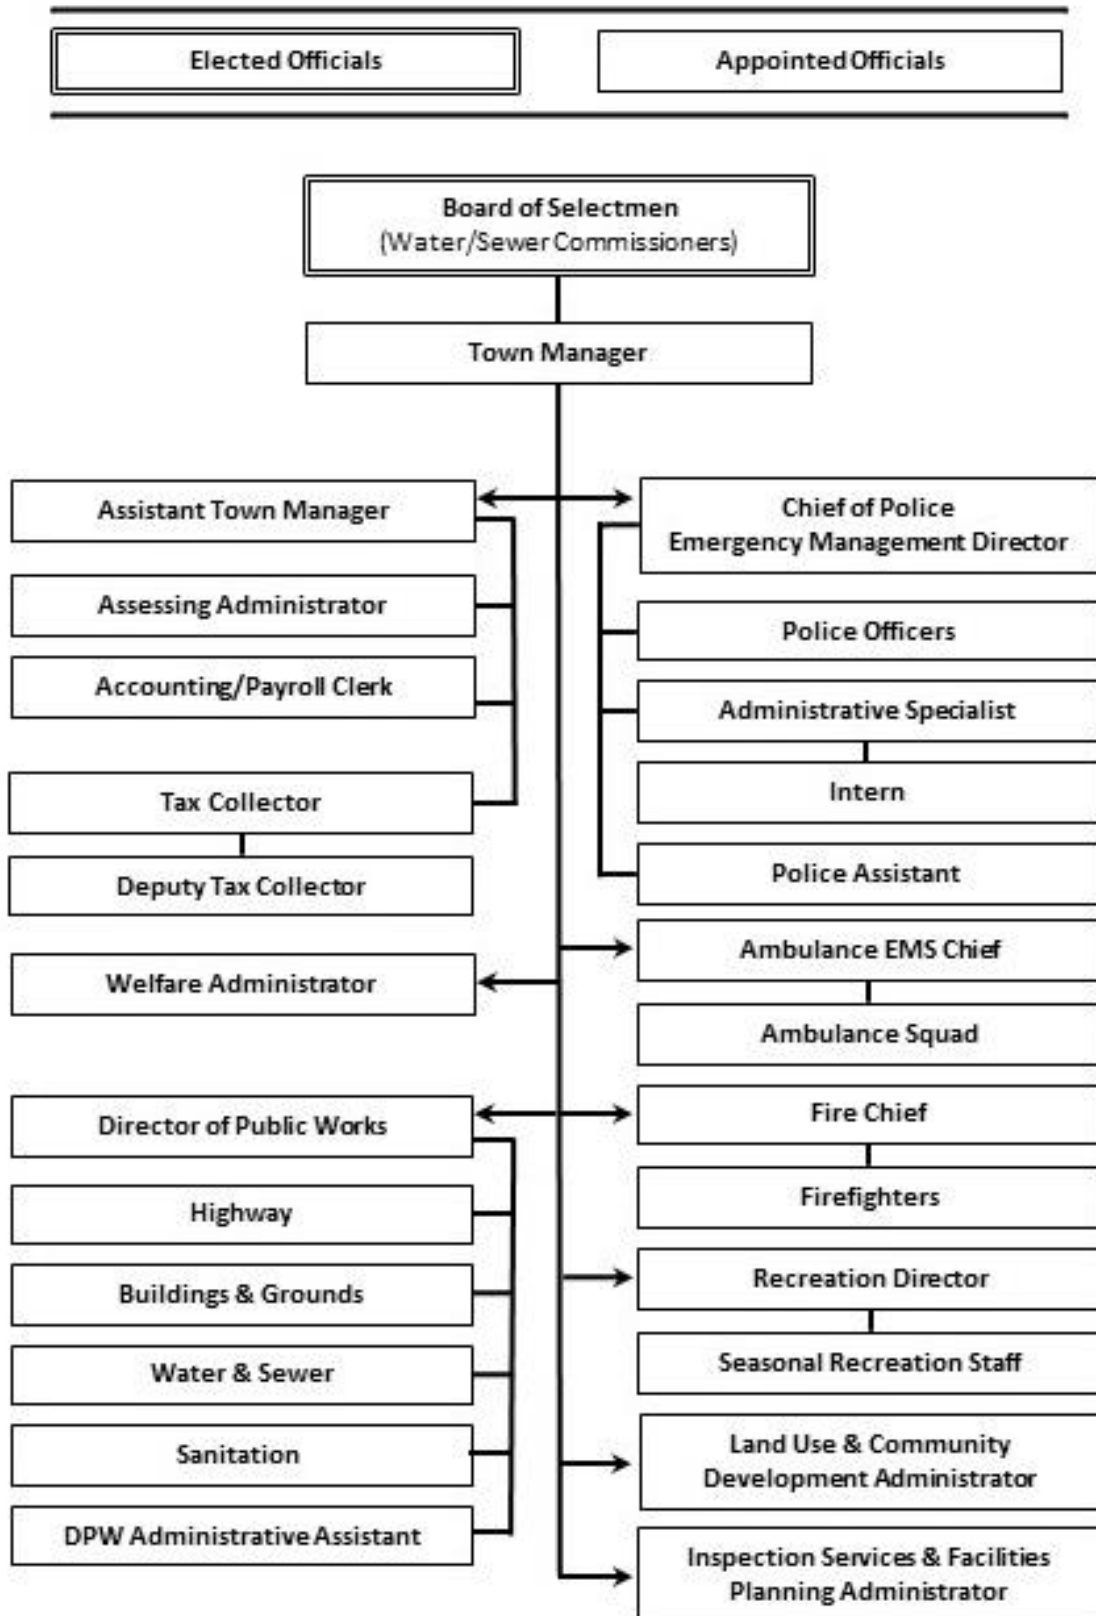 Elected Officials
Appointed Officials
Board of Selectmen
(Water/Sewer Commissioners)
Town Manager
Assistant Town Manager
Assessing Administrator
Accounting/Payroll Clerk
Tax Collector
Deputy Tax Collector
Welfare Administrator
Director of Public Works
Highway
Buildings & Grounds
Water & Sewer
Sanitation
DPW Administrative Assistant
Chief of Police
Emergency Management Director
Police Officers
Administrative Specialist
Intern
Police Assistant
Ambulance EMS Chief
Ambulance Squad
Fire Chief
Firefighters
Recreation Director
Seasonal Recreation Staff
Land Use & Community
Development Administrator
Inspection Services & Facilities
Planning Administrator